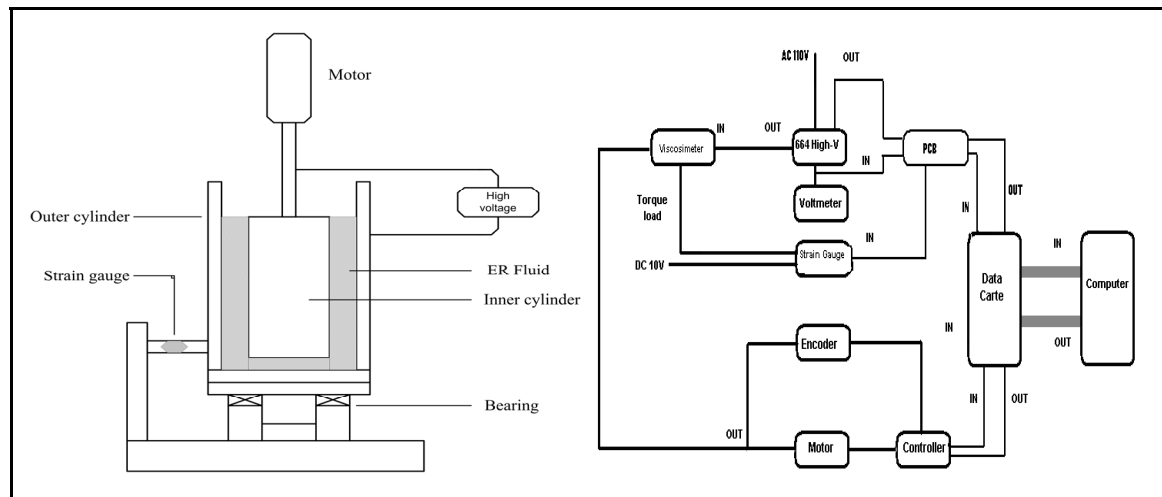 Motor
High
voltage
Outer cylinder
Strain gauge
ER Fluid
Inner cylinder
Bearing
AC 110V
OUT
IN
OUT
Viscosimeter
664 High-V
PCB
IN
Voltmeter
OUT
IN
Torque
load
IN
Strain Gauge
DC 10V
IN
Data
Carte
Computer
IN
Encoder
OUT
IN
OUT
OUT
Motor
Controller